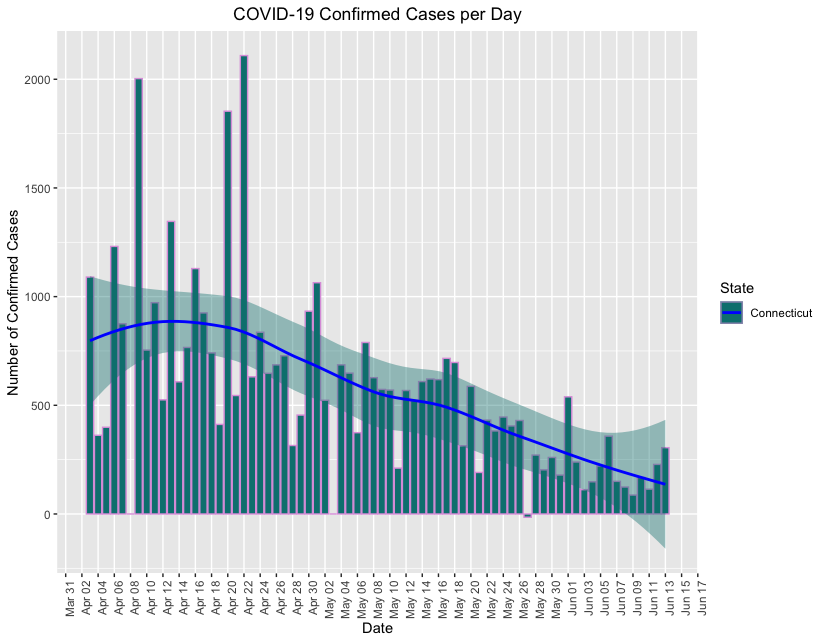 COVID-19 Confirmed Cases per Day
Number of Confirmed Cases
2000
1500
1000
500
0
Mar 31
Apr 02
Apr 04
Apr 06
Apr 08
Apr 10
Apr 12
Apr 14
Apr 16
Apr 18
Apr 20
Apr 22
Apr 24
Apr 26
Apr 28
Apr 30
May 02
May 04
May 06
May 08
May 10
May 12
May 14
May 16
May 18
May 20
May 22
May 24
May 26
May 28
May 30
Jun 01
Jun 03
Jun 05
Jun 07
Jun 09
Jun 11
Jun 13
Jun 15
Jun 17
Date
State
Connecticut